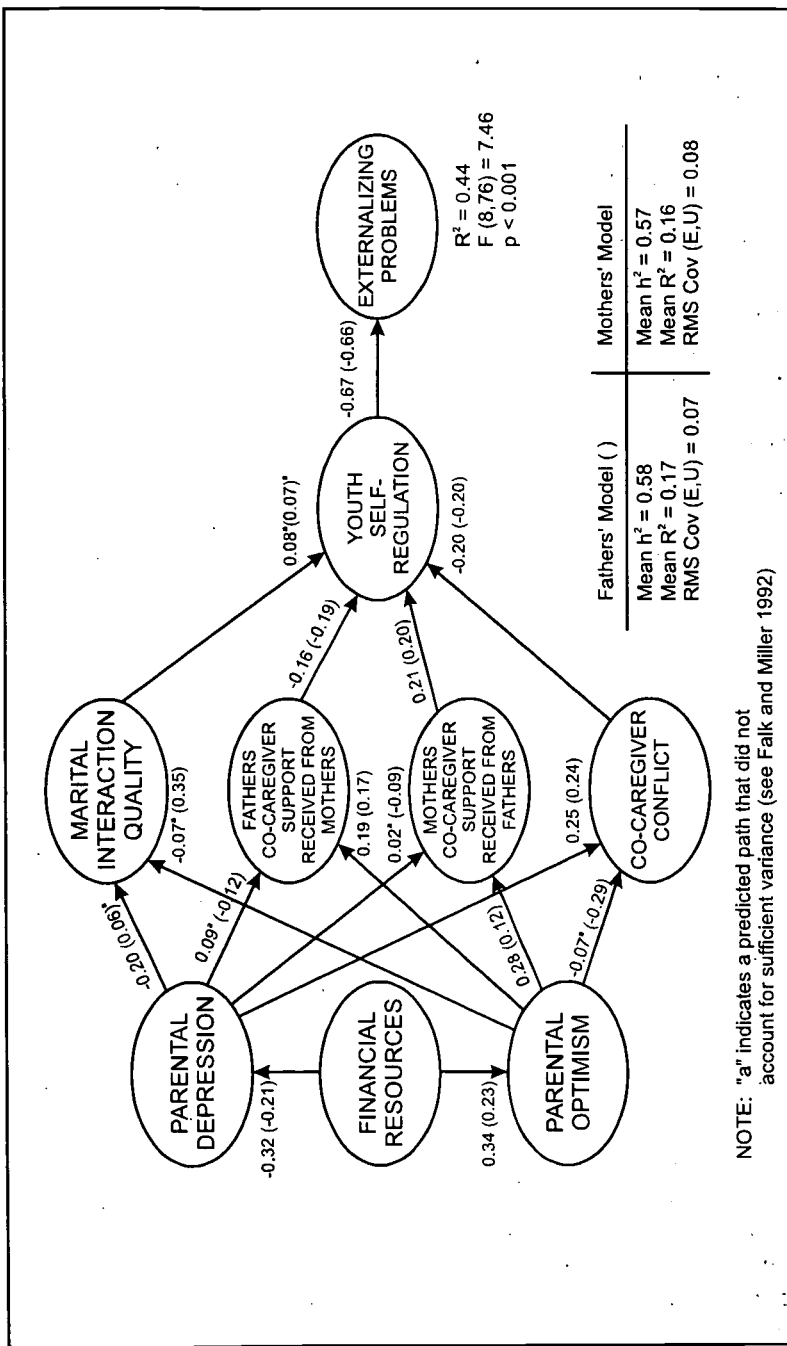 PARENTAL
DEPRESSION
-0.32 (-0.21)
FINANCIAL
RESOURCES
0.34 (0.23)
PARENTAL
OPTIMISM
-0.20 (0.06)ª
0.09ª (-0.12)
0.28 (0.12)
-0.07ª (-0.29)
MARITAL
INTERACTION
QUALITY
-0.07ª (0.35)
FATHERS
CO-CAREGIVER
SUPPORT
RECEIVED FROM
MOTHERS
0.19 (0.17)
0.02ª (-0.09)
MOTHERS
CO-CAREGIVER
SUPPORT
RECEIVED FROM
FATHERS
0.25 (0.24)
CO-CAREGIVER
CONFLICT
0.08ª(0.07)ª
-0.16 (-0.19)
0.21 (0.20)
-0.20 (-0.20)
YOUTH
SELF-
REGULATION
-0.67 (-0.66)
EXTERNALIZING
PROBLEMS
R² = 0.44
F (8,76) = 7.46
p < 0.001
Fathers' Model ( )
Mothers' Model
Mean h² = 0.58
Mean h² = 0.57
Mean R² = 0.17
Mean R² = 0.16
RMS Cov (E,U) = 0.07
RMS Cov (E,U) = 0.08
NOTE: "a" indicates a predicted path that did not
account for sufficient variance (see Falk and Miller 1992)